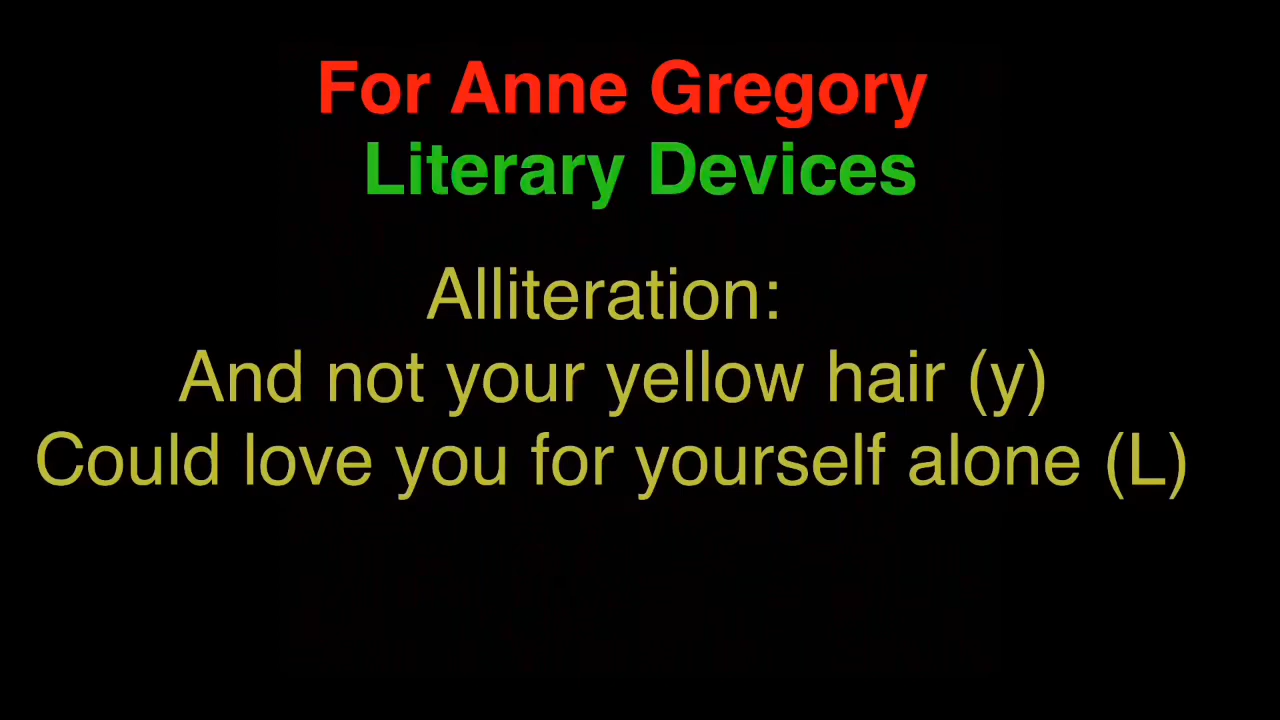 For Anne Gregory
Literary Devices
Alliteration:
And not your yellow hair (y)
Could love you for yourself alone (L)